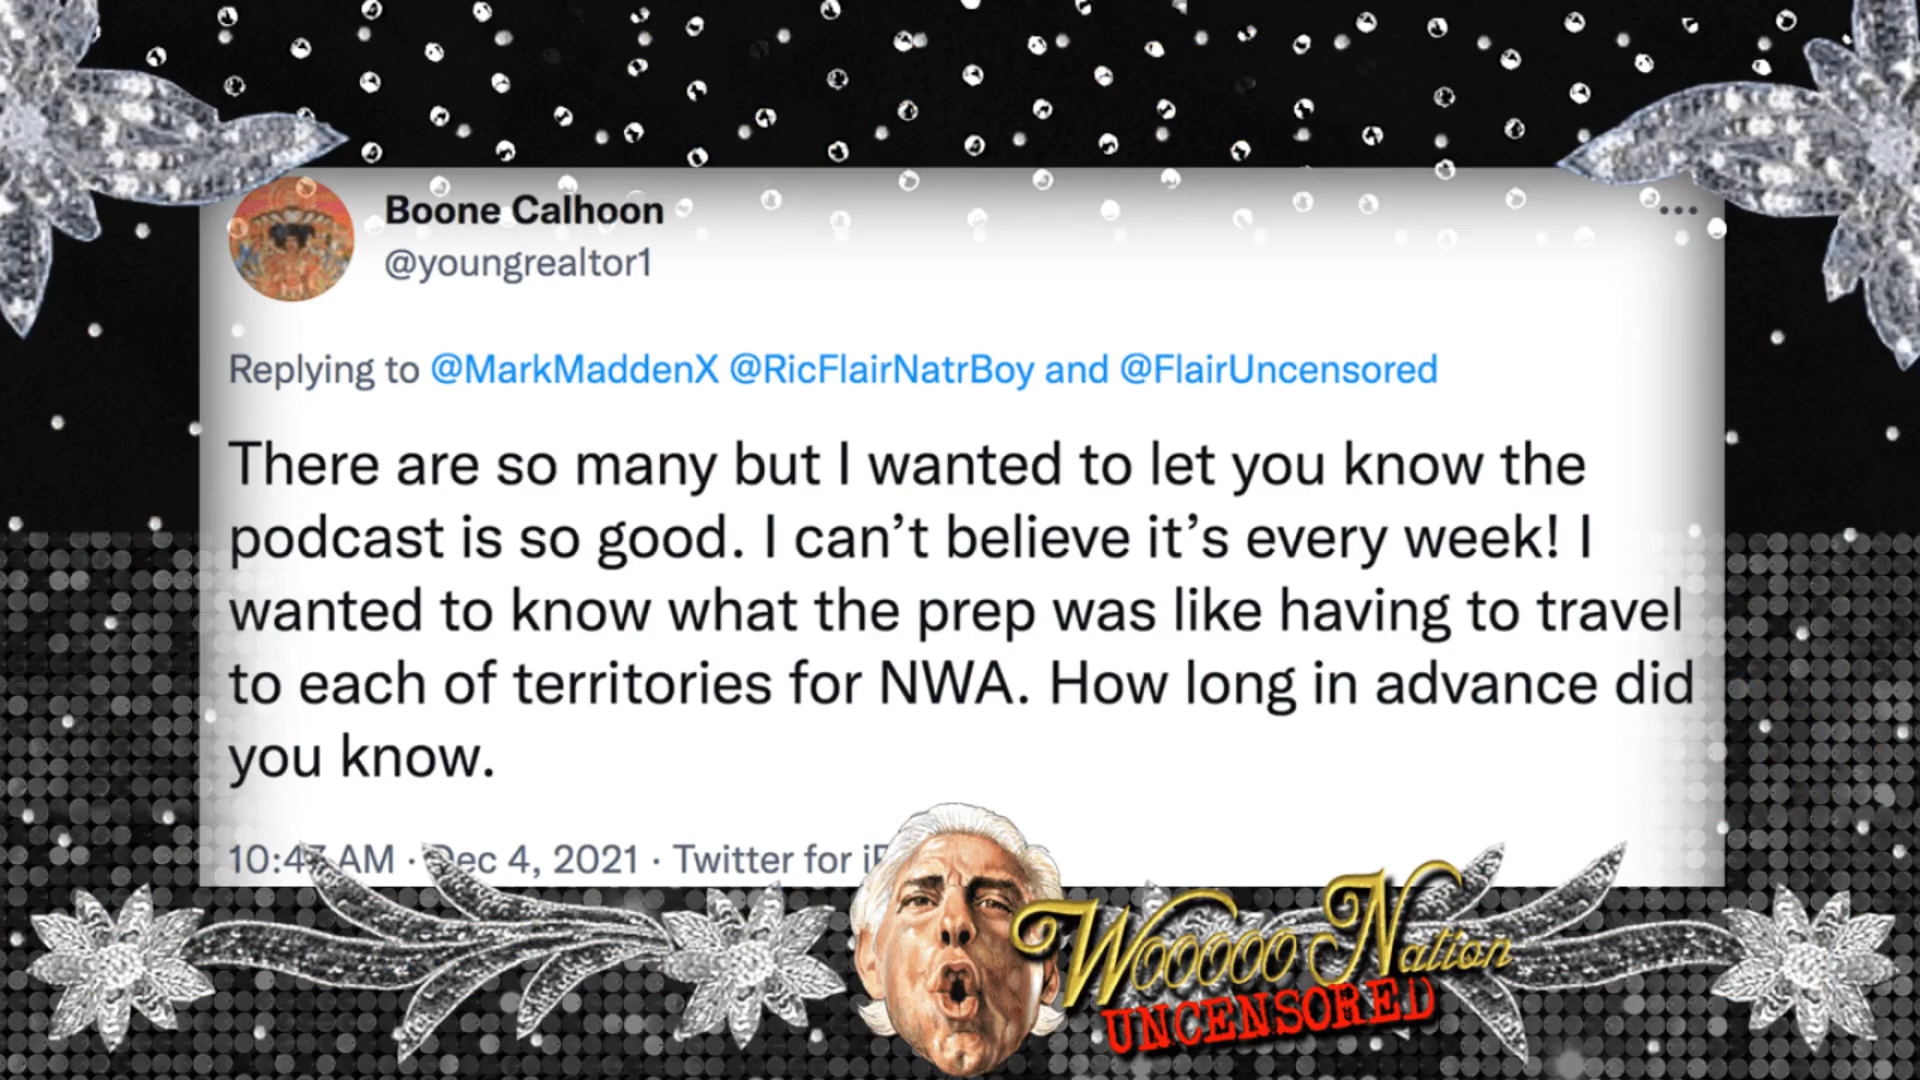 Boone Calhoon
@youngrealtor1
...
Replying to @MarkMaddenX @RicFlairNatrBoy and @FlairUncensored
There are so many but I wanted to let you know the
podcast is so good. I can't believe it's every week! I
wanted to know what the prep was like having to travel
to each of territories for NWA. How long in advance did
you know.
AM · Dec 4, 2021 · Twitter for
Wooooo Nation
UNCENSORED